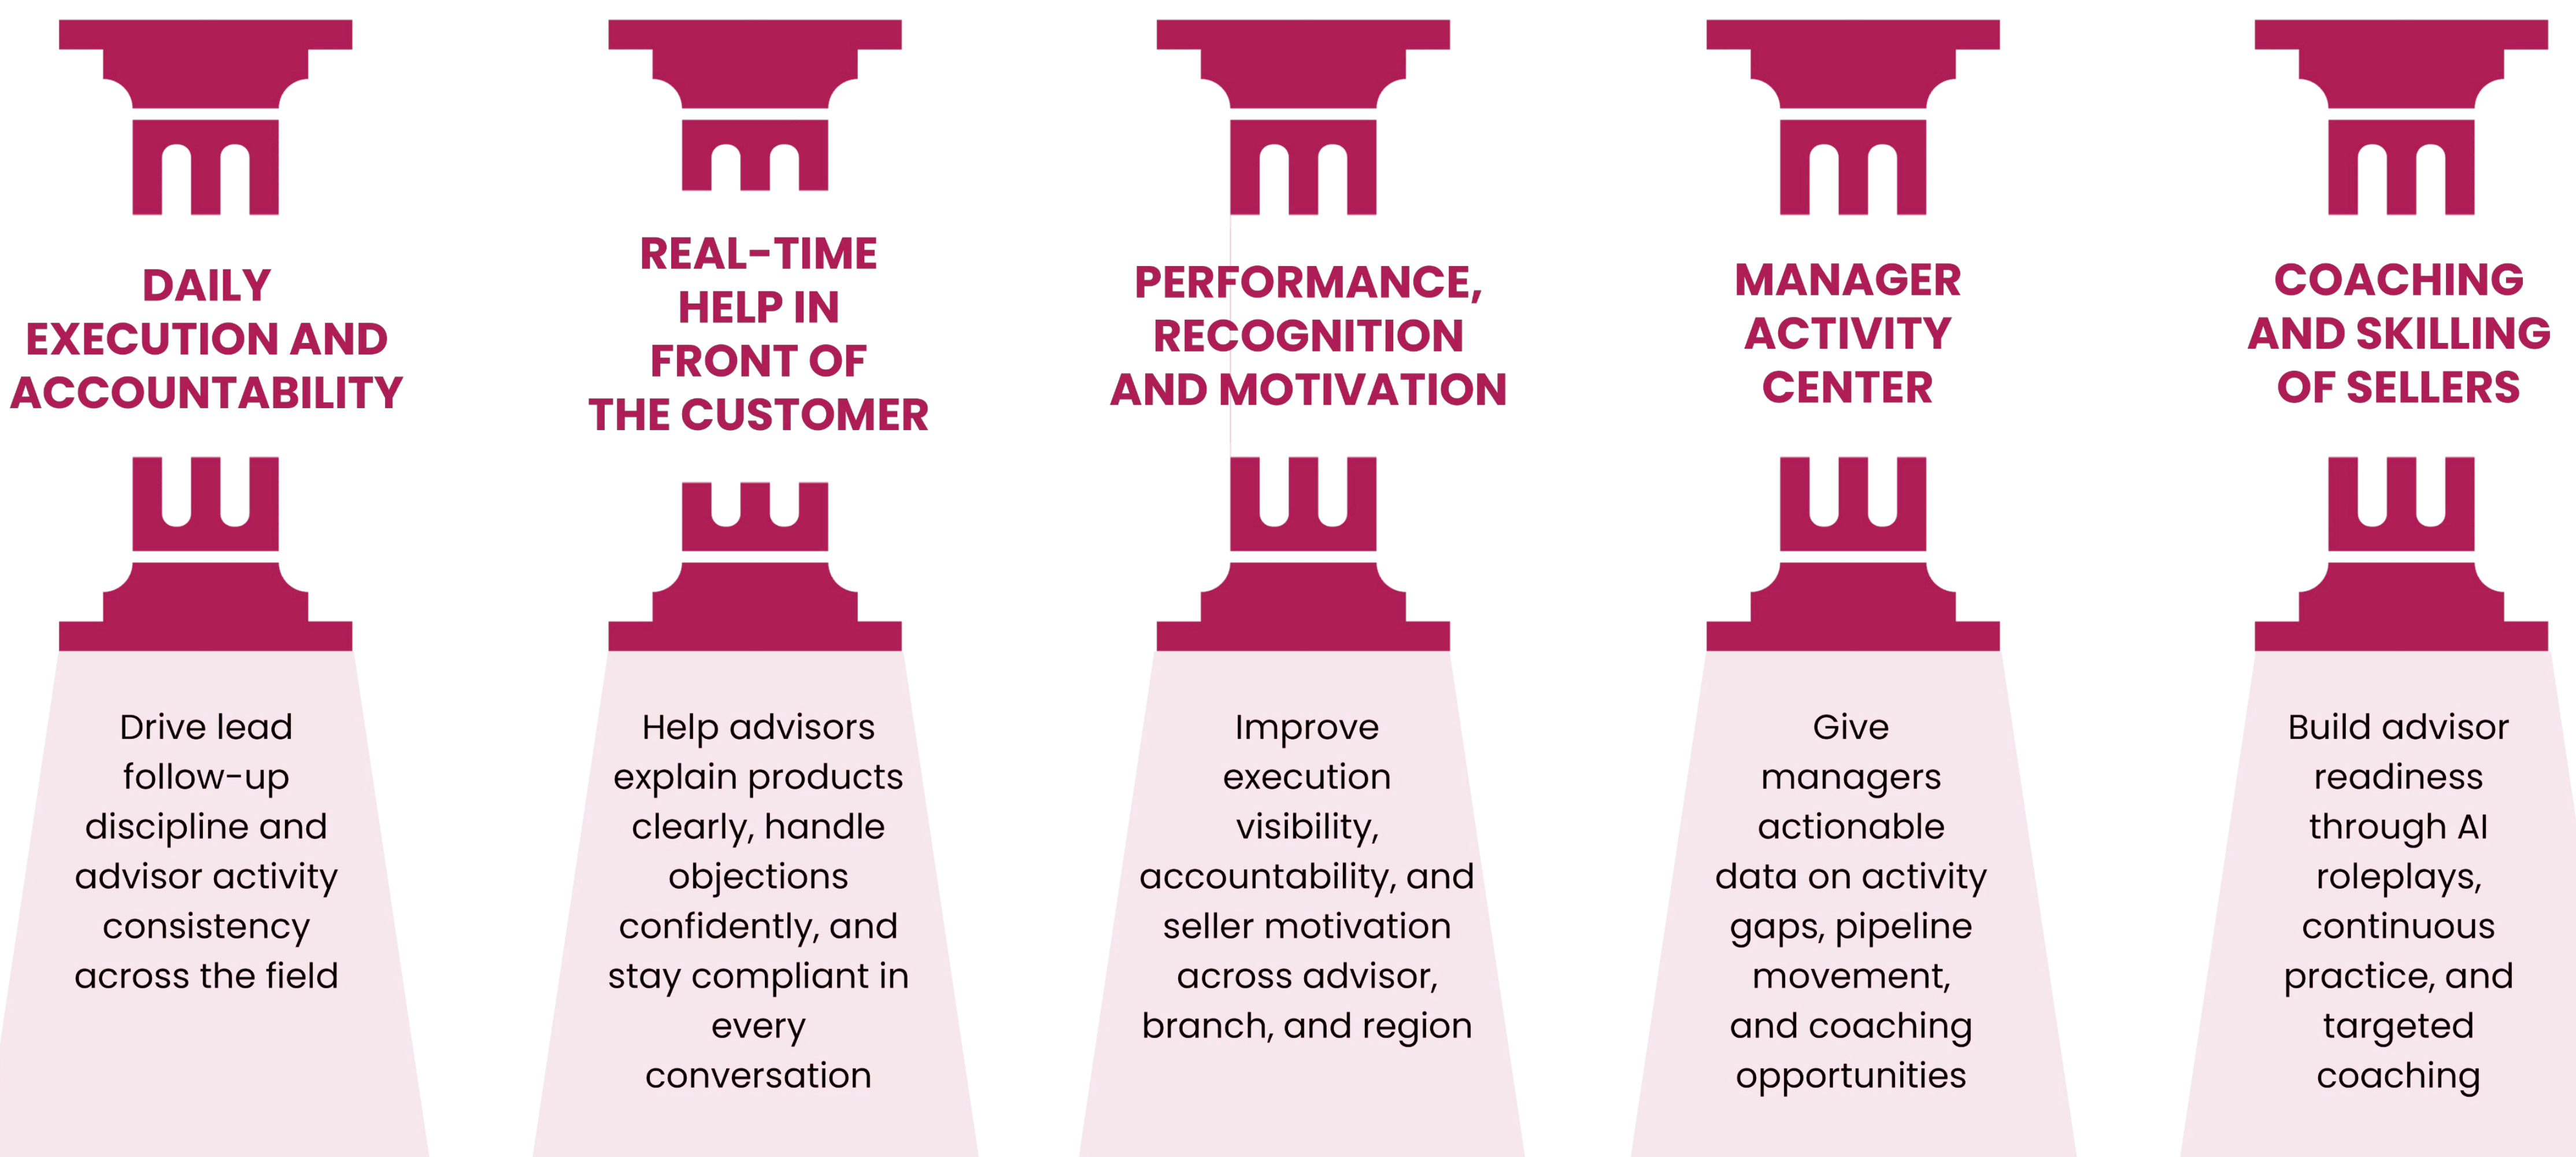 DAILY
EXECUTION AND
ACCOUNTABILITY
Drive lead
follow-up
discipline and
advisor activity
consistency
across the field
REAL-TIME
HELP IN
FRONT OF
THE CUSTOMER
Help advisors
explain products
clearly, handle
objections
confidently, and
stay compliant in
every
conversation
PERFORMANCE,
RECOGNITION
AND MOTIVATION
Improve
execution
visibility,
accountability, and
seller motivation
across advisor,
branch, and region
MANAGER
ACTIVITY
CENTER
Give
managers
actionable
data on activity
gaps, pipeline
movement,
and coaching
opportunities
COACHING
AND SKILLING
OF SELLERS
Build advisor
readiness
through AI
roleplays,
continuous
practice, and
targeted
coaching